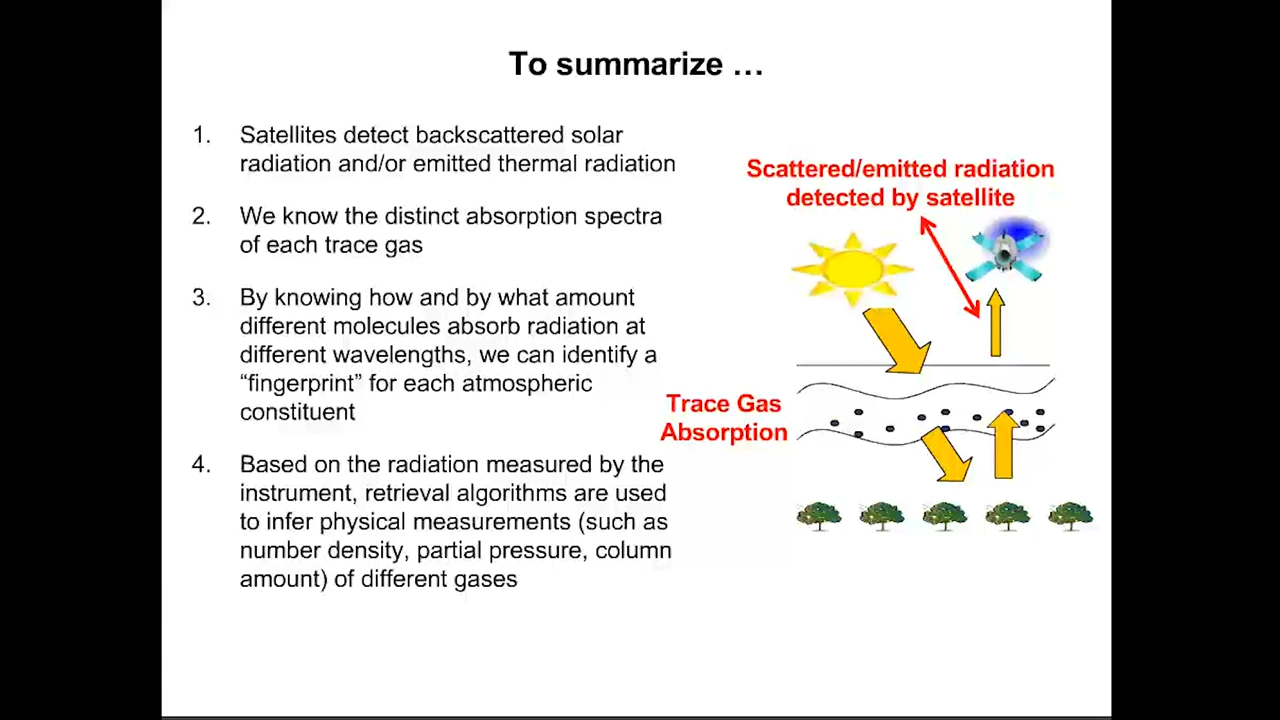 To summarize …
1. Satellites detect backscattered solar
radiation and/or emitted thermal radiation
2. We know the distinct absorption spectra
of each trace gas
3. By knowing how and by what amount
different molecules absorb radiation at
different wavelengths, we can identify a
“fingerprint” for each atmospheric
constituent
4. Based on the radiation measured by the
instrument, retrieval algorithms are used
to infer physical measurements (such as
number density, partial pressure, column
amount) of different gases
Scattered/emitted radiation
detected by satellite
Trace Gas
Absorption